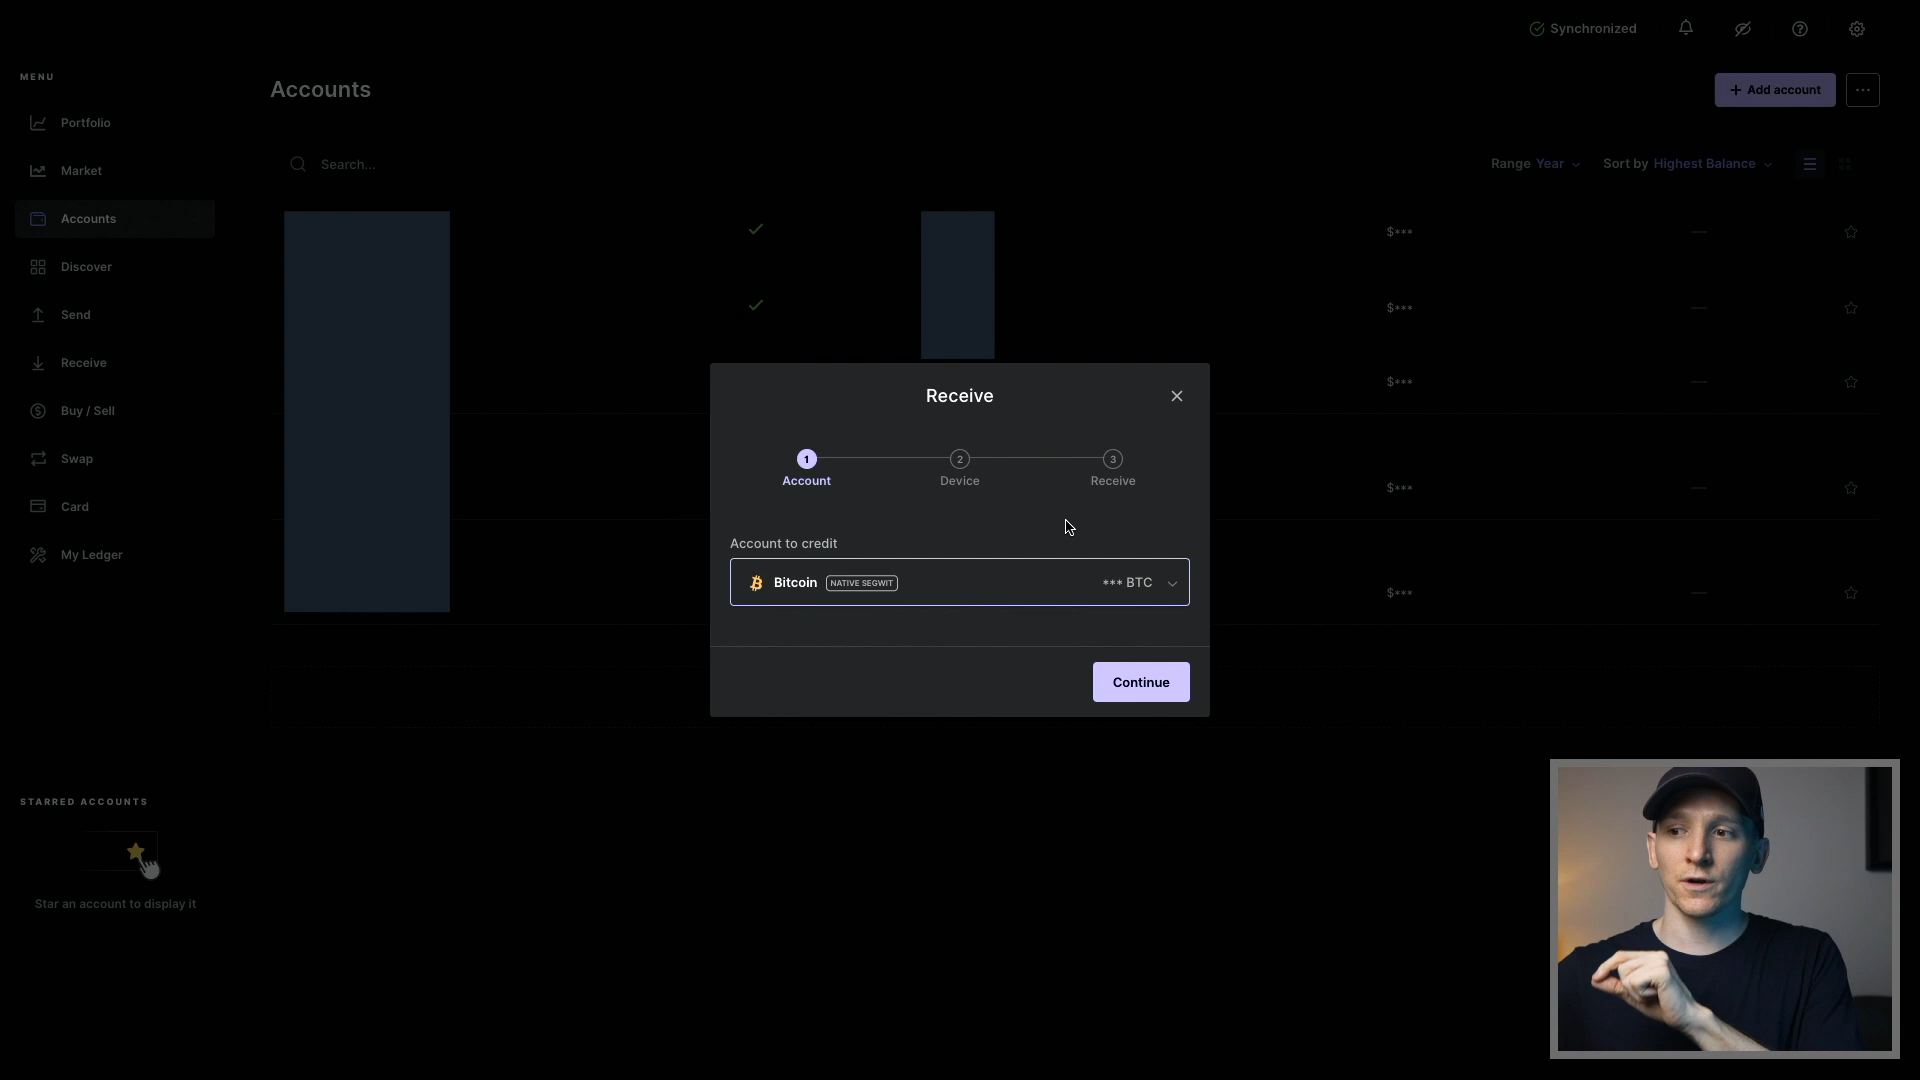 Synchronized
MENU
Accounts
+ Add account
Portfolio
Search...
Range Year
Sort by Highest Balance
Market
Accounts
$***
Discover
$***
Send
Receive
$***
Buy / Sell
Swap
$***
Card
My Ledger
$***
Receive
1
2
3
Account
Device
Receive
Account to credit
Bitcoin NATIVE SEGWIT *** BTC
Continue
STARRED ACCOUNTS
Star an account to display it